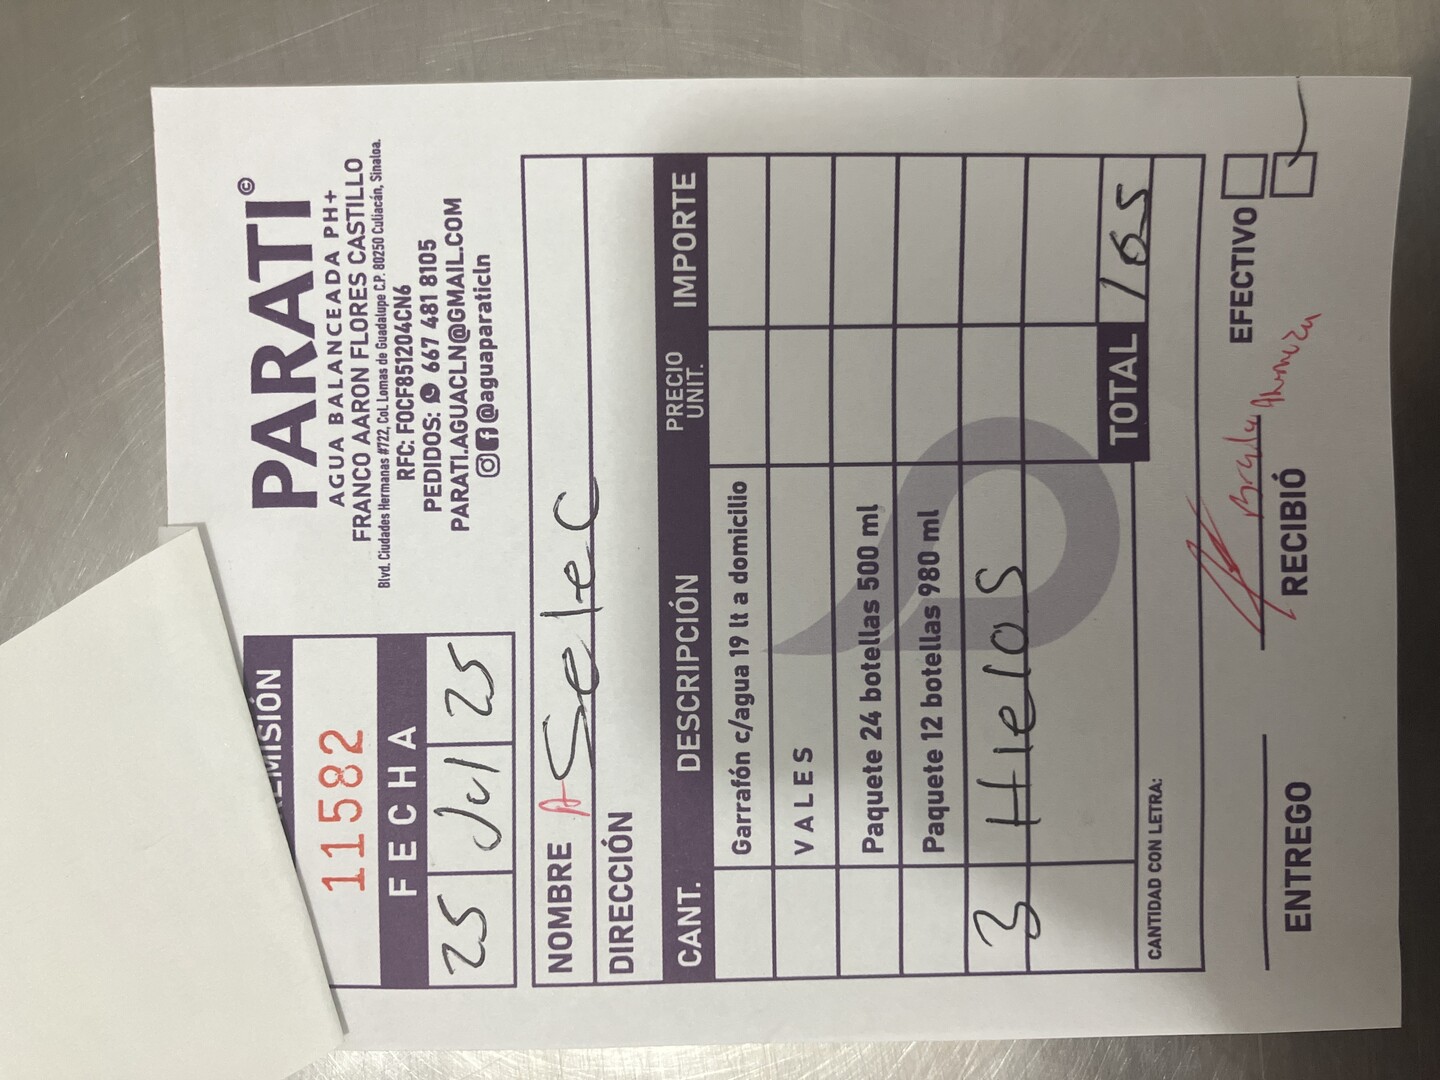 PARATI©
AGUA BALANCEADA PH+
FRANCO AARON FLORES CASTILLO
Blvd. Ciudades Hermanas #722, Col. Lomas de Guadalupe C.P. 80250 Culiacán, Sinaloa.
RFC: FOCF851204CN6
PEDIDOS: 667 481 8105
PARATI.AGUACLN@GMAIL.COM
@aguaparaticln
REMISIÓN
11582
FECHA
25 Jul 25
NOMBRE A Selec
DIRECCIÓN
CANT. DESCRIPCIÓN PRECIO UNIT. IMPORTE
Garrafón c/agua 19 lt a domicilio
VALES
Paquete 24 botellas 500 ml
Paquete 12 botellas 980 ml
3 Hielos
TOTAL 105
CANTIDAD CON LETRA:
EFECTIVO
ENTREGO RECIBIÓ